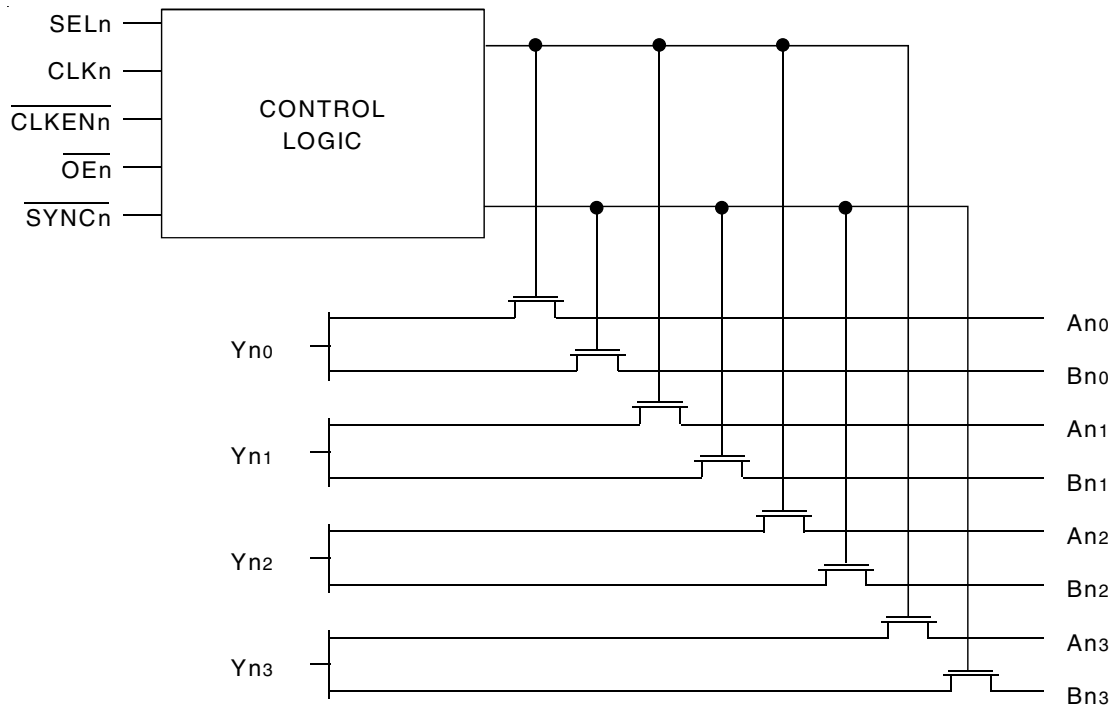 SELn
CLKn
CLKENn
OEn
SYNCn
CONTROL
LOGIC
Yn0
An0
Bn0
Yn1
An1
Bn1
Yn2
An2
Bn2
Yn3
An3
Bn3